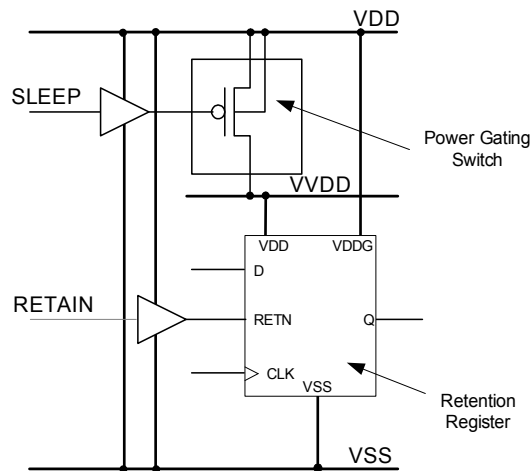 VDD
SLEEP
Power Gating
Switch
VVDD
VDD
VDDG
D
RETAIN
RETN
Q
CLK
VSS
Retention
Register
VSS